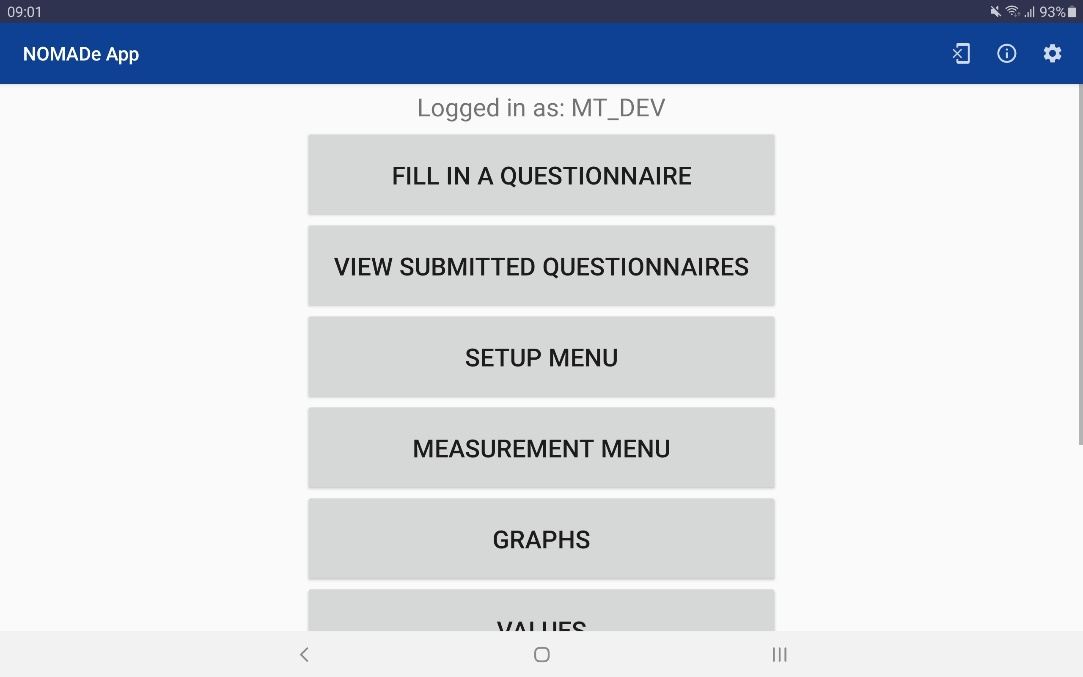 09:01
93%
NOMADe App
Logged in as: MT_DEV
FILL IN A QUESTIONNAIRE
VIEW SUBMITTED QUESTIONNAIRES
SETUP MENU
MEASUREMENT MENU
GRAPHS
VALUES